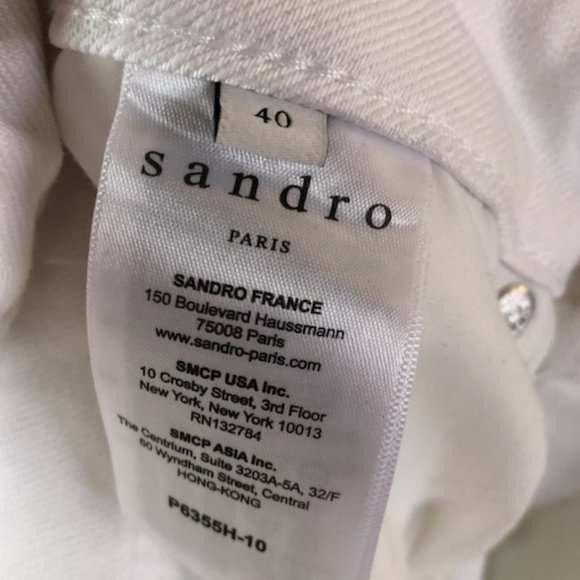 40
sandro
PARIS
SANDRO FRANCE
150 Boulevard Haussmann
75008 Paris
www.sandro-paris.com
SMCP USA Inc.
10 Crosby Street, 3rd Floor
New York, New York 10013
RN132784
SMCP ASIA Inc.
The Centrium, Suite 3203A-5A, 32/F
60 Wyndham Street, Central
HONG-KONG
P6355H-10